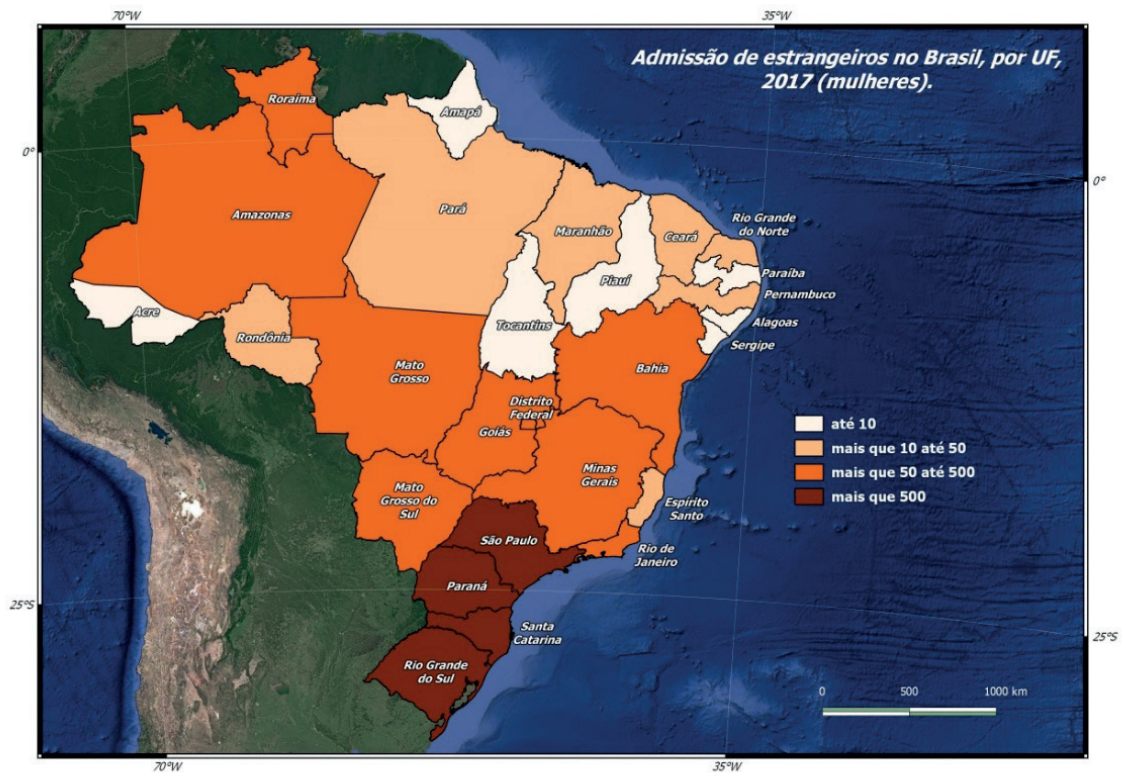 70°W
35°W
Admissão de estrangeiros no Brasil, por UF,
2017 (mulheres).
Roraima
Amapá
0°
0°
Amazonas
Pará
Maranhão
Ceará
Rio Grande
do Norte
Piauí
Paraíba
Pernambuco
Acre
Rondônia
Tocantins
Alagoas
Sergipe
Mato
Grosso
Bahia
Distrito
Federal
Goiás
até 10
mais que 10 até 50
mais que 50 até 500
mais que 500
Minas
Gerais
Mato
Grosso do
Sul
Espírito
Santo
São Paulo
Rio de
Janeiro
Paraná
25°S
25°S
Santa
Catarina
Rio Grande
do Sul
0 500 1000 km
70°W
35°W